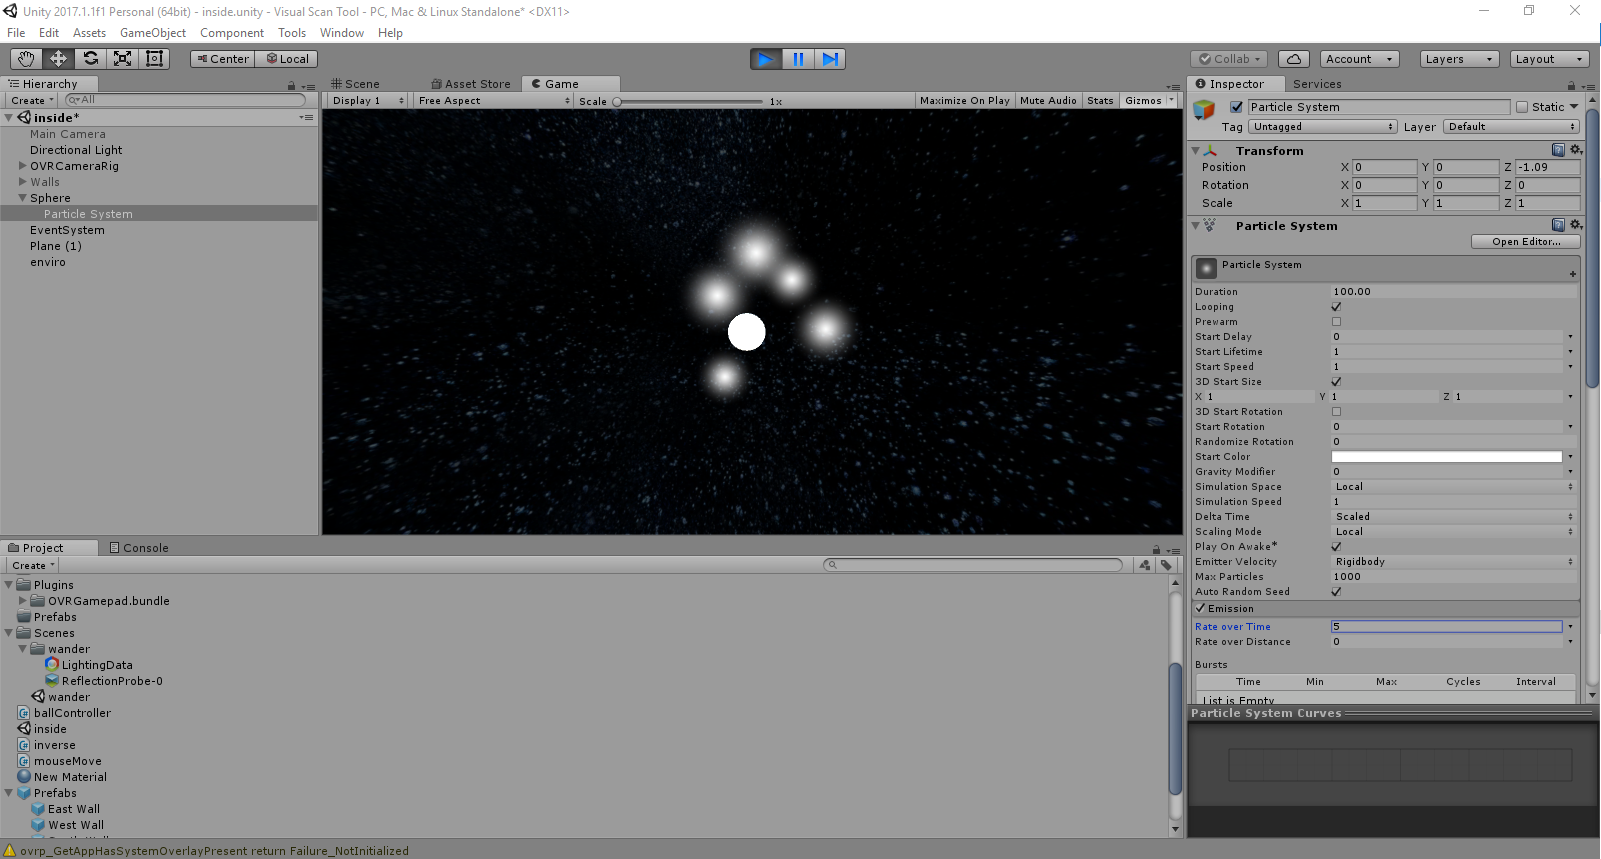 Unity 2017.1.1f1 Personal (64bit) - inside.unity - Visual Scan Tool - PC, Mac & Linux Standalone* <DX11>
File Edit Assets GameObject Component Tools Window Help
Center Local
Collab Account Layers Layout
Hierarchy
Create All
inside*
Main Camera
Directional Light
OVRCameraRig
Walls
Sphere
Particle System
EventSystem
Plane (1)
enviro
Scene Asset Store Game
Display 1 Free Aspect Scale 1x Maximize On Play Mute Audio Stats Gizmos
Inspector Services
Particle System Static
Tag Untagged Layer Default
Transform
Position X 0 Y 0 Z -1.09
Rotation X 0 Y 0 Z 0
Scale X 1 Y 1 Z 1
Particle System
Open Editor...
Particle System
+
Duration 100.00
Looping
Prewarm
Start Delay 0
Start Lifetime 1
Start Speed 1
3D Start Size
X 1 Y 1 Z 1
3D Start Rotation
Start Rotation 0
Randomize Rotation 0
Start Color
Gravity Modifier 0
Simulation Space Local
Simulation Speed 1
Delta Time Scaled
Scaling Mode Local
Play On Awake*
Emitter Velocity Rigidbody
Max Particles 1000
Auto Random Seed
Emission
Rate over Time 5
Rate over Distance 0
Bursts
Time Min Max Cycles Interval
List is Empty
Particle System Curves
Project Console
Create
Plugins
OVRGamepad.bundle
Prefabs
Scenes
wander
LightingData
ReflectionProbe-0
wander
ballController
inside
inverse
mouseMove
New Material
Prefabs
East Wall
West Wall
ovrp_GetAppHasSystemOverlayPresent return Failure_NotInitialized